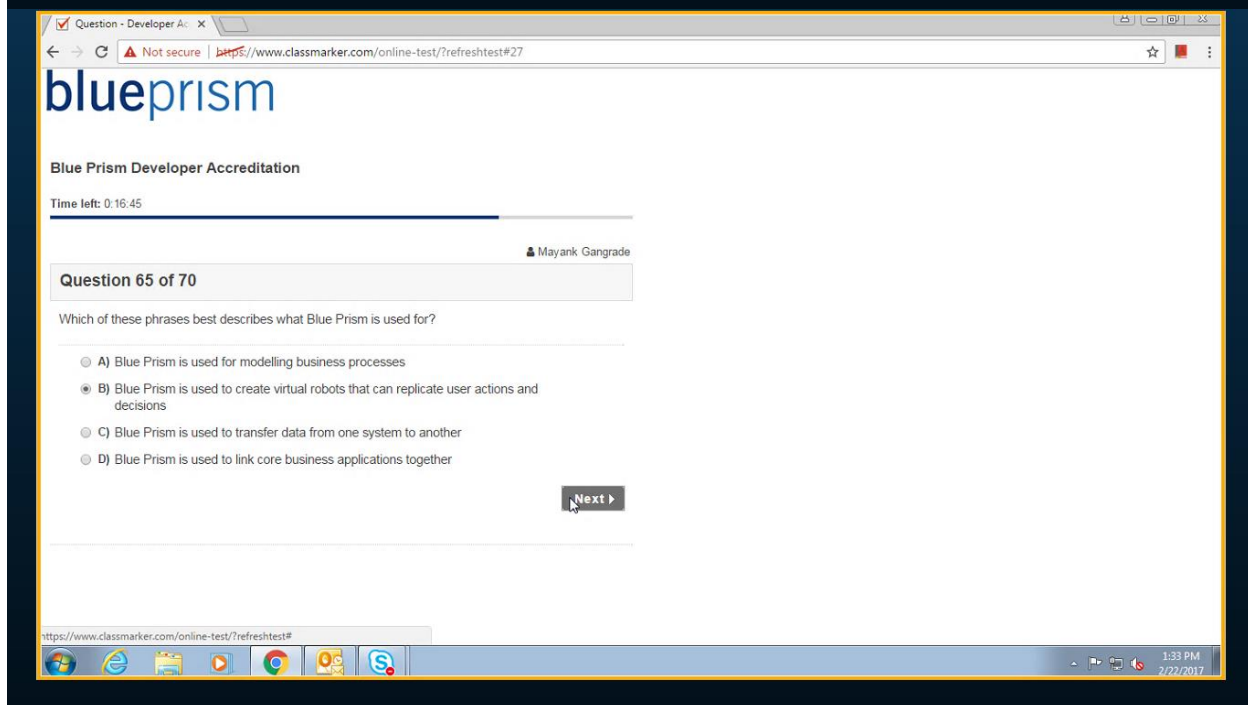 Question - Developer Ac
Not secure | https://www.classmarker.com/online-test/?refreshtest#27
blueprism
Blue Prism Developer Accreditation
Time left: 0:16:45
Mayank Gangrade
Question 65 of 70
Which of these phrases best describes what Blue Prism is used for?
A) Blue Prism is used for modelling business processes
B) Blue Prism is used to create virtual robots that can replicate user actions and
decisions
C) Blue Prism is used to transfer data from one system to another
D) Blue Prism is used to link core business applications together
Next
https://www.classmarker.com/online-test/?refreshtest#
1:33 PM
2/22/2017